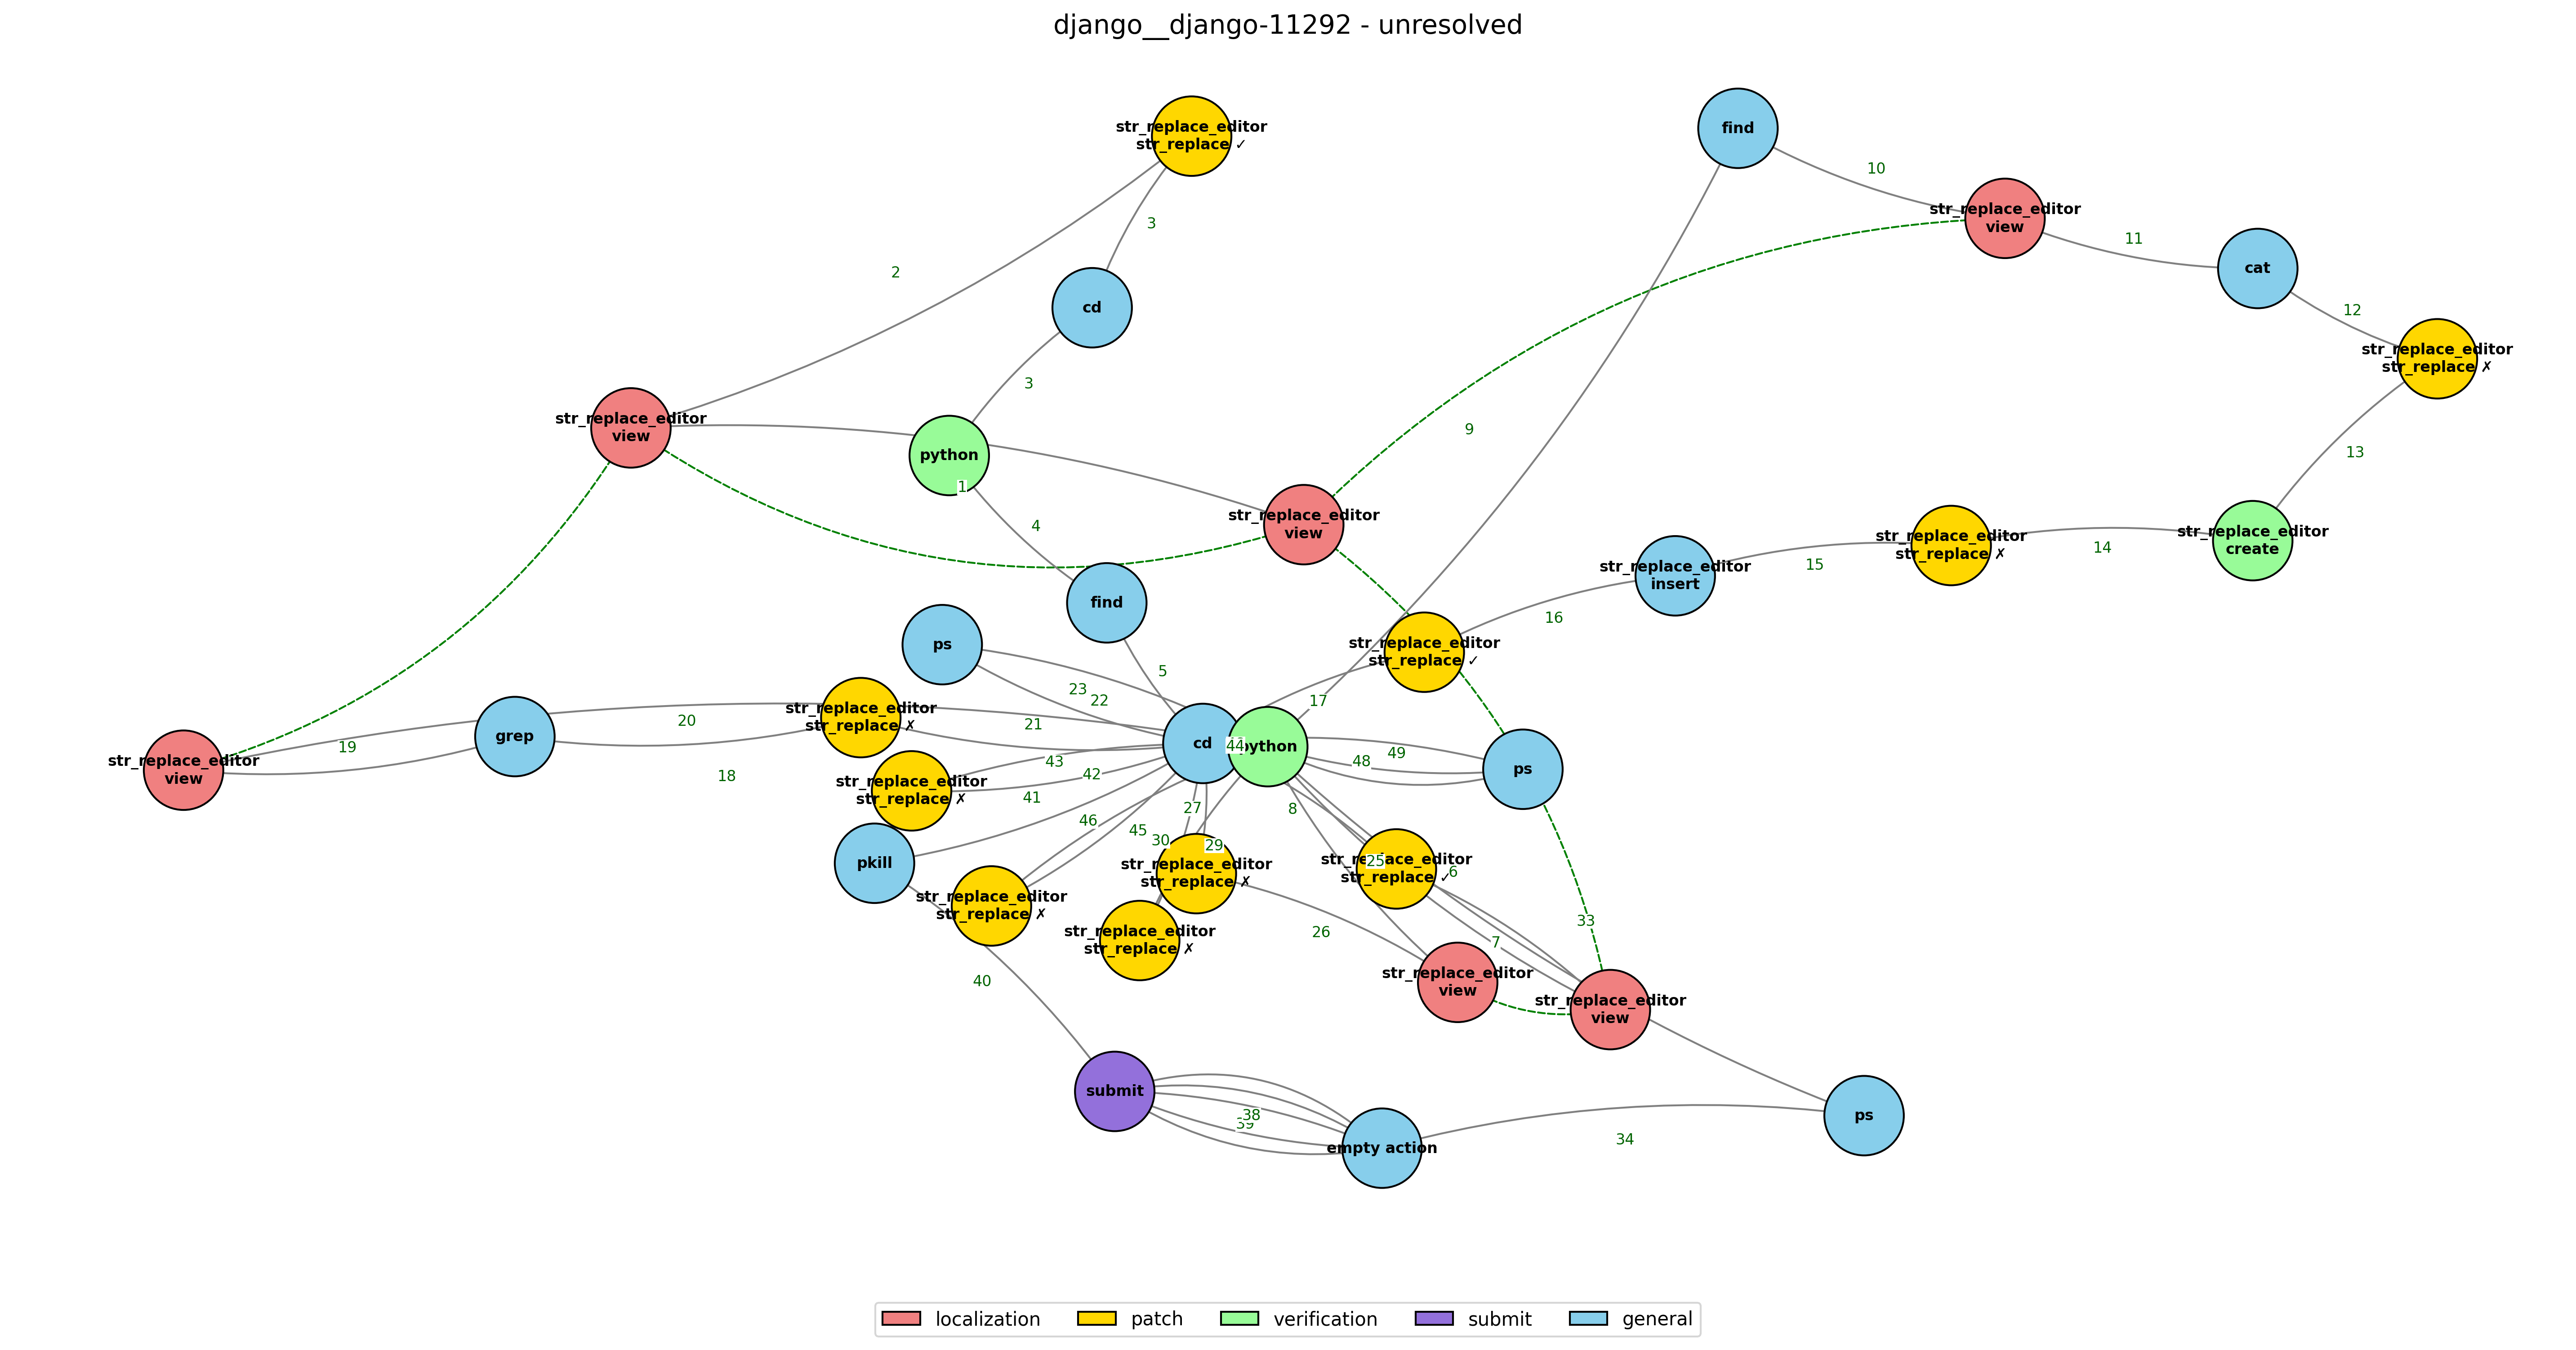 django__django-11292 - unresolved
str_replace_editor
str_replace ✓
find
10
str_replace_editor
view
3
11
cat
2
cd
12
str_replace_editor
str_replace ✗
3
9
str_replace_editor
view
python
13
1
4
str_replace_editor
view
str_replace_editor
create
str_replace_editor
str_replace ✗
14
15
str_replace_editor
insert
find
16
ps
str_replace_editor
str_replace ✓
5
23
22
17
20
str_replace_editor
str_replace ✗
21
grep
19
cd
44
python
49
48
str_replace_editor
view
ps
18
43
42
str_replace_editor
str_replace ✗
41
27
8
46
45
30
29
pkill
str_replace_editor
str_replace ✗
25
str_replace_editor
str_replace ✓
6
str_replace_editor
str_replace ✗
33
26
7
str_replace_editor
str_replace ✗
40
str_replace_editor
view
str_replace_editor
view
submit
38
39
ps
34
empty action
localization
patch
verification
submit
general